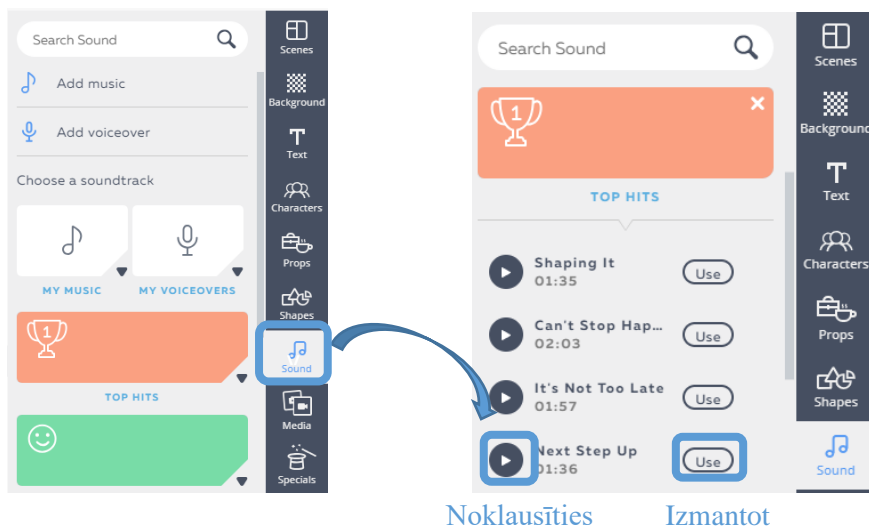 Search Sound
Add music
Add voiceover
Choose a soundtrack
MY MUSIC
MY VOICEOVERS
1
TOP HITS
Scenes
Background
Text
Characters
Props
Shapes
Sound
Media
Specials
Search Sound
1
TOP HITS
Shaping It
01:35
Use
Can't Stop Hap...
02:03
Use
It's Not Too Late
01:57
Use
Next Step Up
01:36
Use
Scenes
Background
Text
Characters
Props
Shapes
Sound
Noklausīties
Izmantot